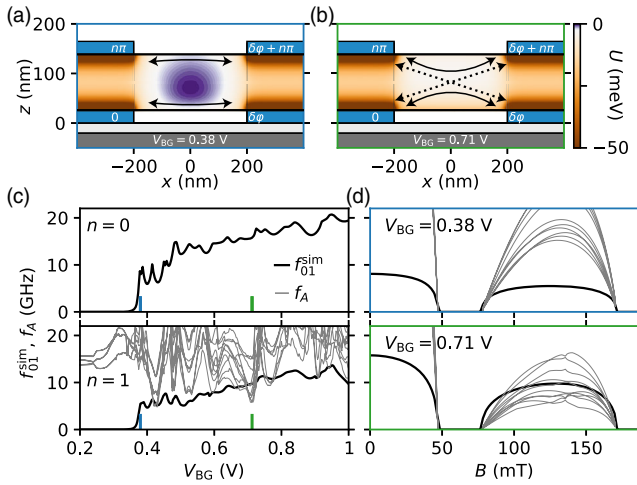 (a)
(b)
nπ
δφ + nπ
nπ
δφ + nπ
0
δφ
0
δφ
V_BG = 0.38 V
V_BG = 0.71 V
z (nm)
150
100
50
0
−200
0
200
x (nm)
−200
0
200
x (nm)
0
−50
U (meV)
(c)
(d)
n = 0
f_01^sim
f_A
20
10
0
V_BG = 0.38 V
n = 1
20
10
0
V_BG = 0.71 V
f_01^sim, f_A (GHz)
0.2
0.4
0.6
0.8
1
V_BG (V)
0
50
100
150
B (mT)